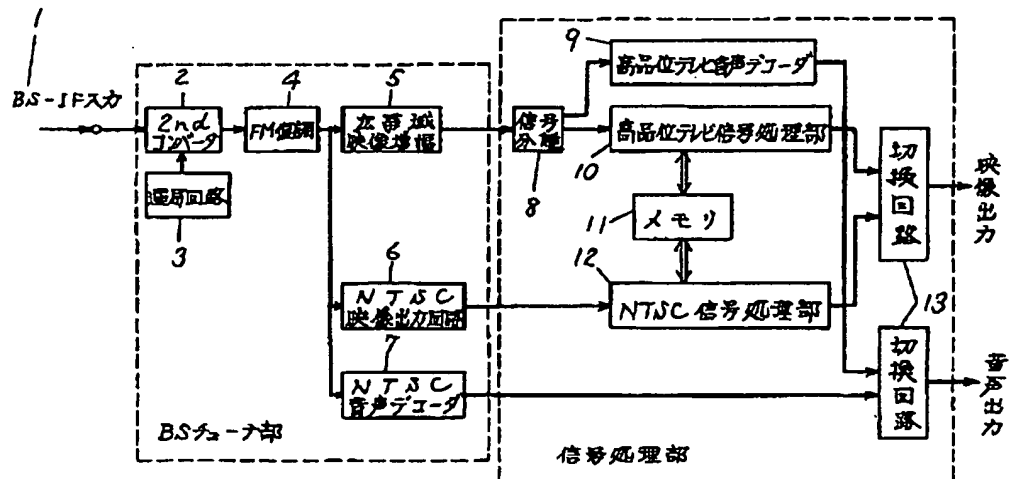 1
BS-IF入力
2
2nd
コンバータ
選局回路
3
4
FM復調
5
広帯域
映像増幅
6
NTSC
映像出力回路
7
NTSC
音声デコーダ
BSチューナ部
信号
分離
8
9
高品位テレビ音声デコーダ
高品位テレビ信号処理部
10
11
メモリ
12
NTSC信号処理部
切換回路
映像出力
13
切換回路
音声出力
信号処理部